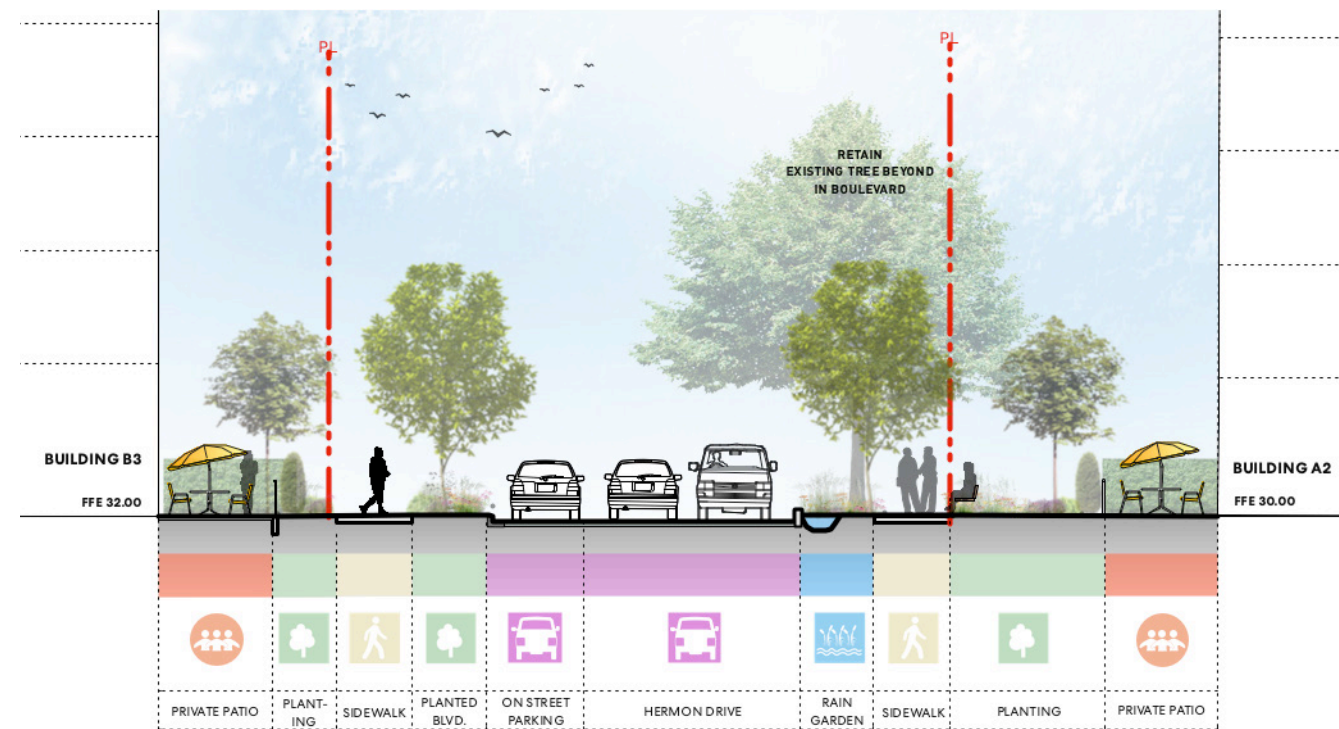 PL
PL
RETAIN
EXISTING TREE BEYOND
IN BOULEVARD
BUILDING B3
FFE 32.00
BUILDING A2
FFE 30.00
PRIVATE PATIO
PLANT-
ING
SIDEWALK
PLANTED
BLVD.
ON STREET
PARKING
HERMON DRIVE
RAIN
GARDEN
SIDEWALK
PLANTING
PRIVATE PATIO